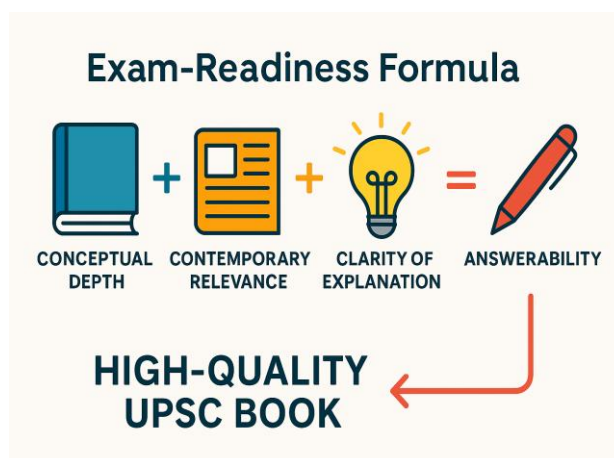 Exam-Readiness Formula
+ + =
CONCEPTUAL
DEPTH
CONTEMPORARY
RELEVANCE
CLARITY OF
EXPLANATION
ANSWERABILITY
HIGH-QUALITY
UPSC BOOK